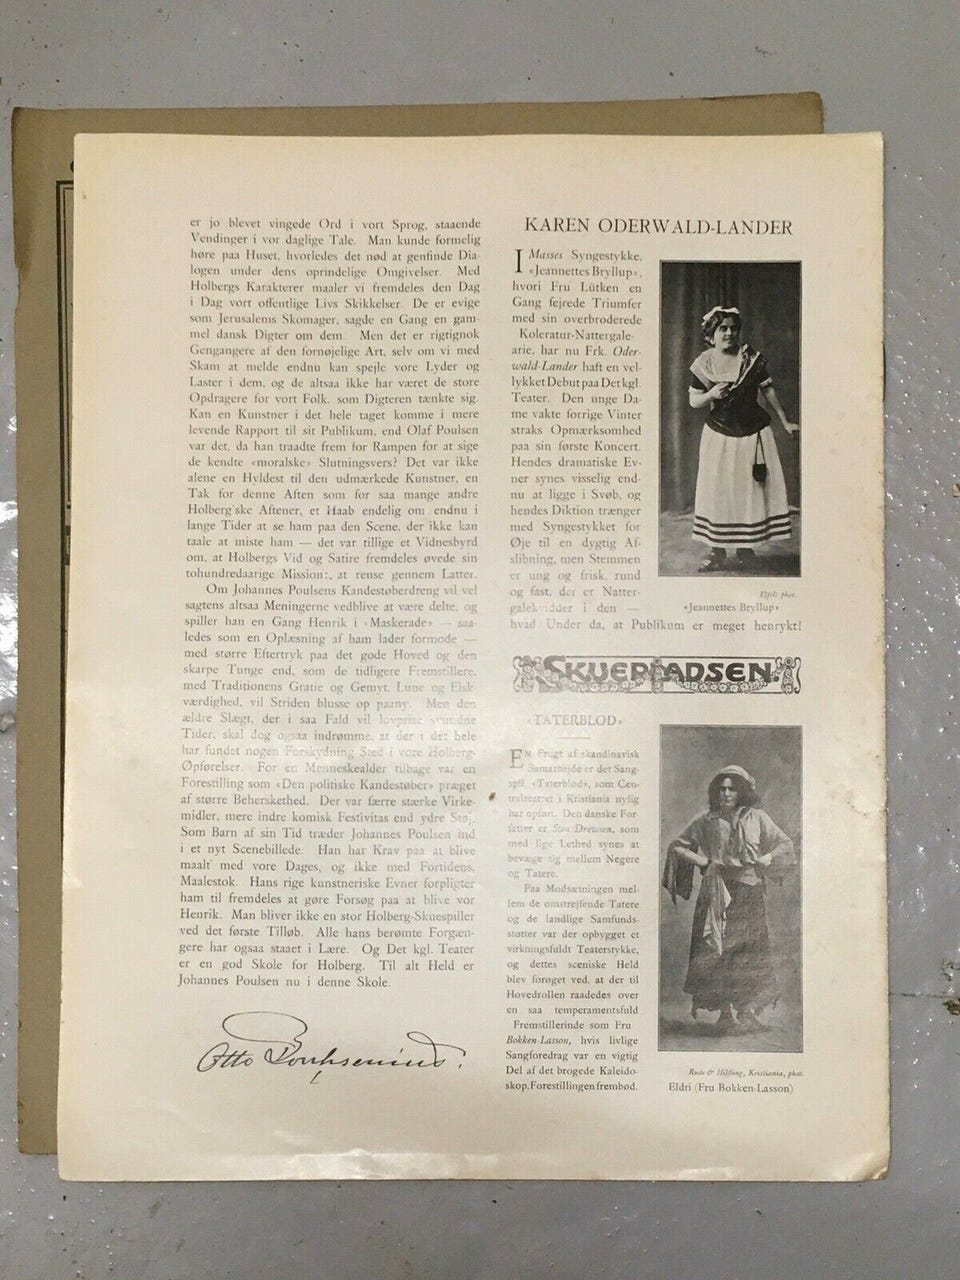 er jo blevet vingede Ord i vort Sprog, staaende
Vendinger i vor daglige Tale. Man kunde formelig
høre paa Huset, hvorledes det nød at genfinde Dia-
logen under dens oprindelige Omgivelser. Med
Holbergs Karakterer maaler vi fremdeles den Dag
i Dag vort offentlige Livs Skikkelser. De er evige
som Jerusalems Skomager, sagde en Gang en gam-
mel dansk Digter om dem. Men det er rigtignok
Gengangere af den fornøjelige Art, selv om vi med
Skam at melde endnu kan spejle vore Lyder og
Laster i dem, og de altsaa ikke har været de store
Opdragere for vort Folk, som Digteren tænkte sig.
Kan en Kunstner i det hele taget komme i mere
levende Rapport til sit Publikum, end Olaf Poulsen
var det, da han traadte frem for Rampen for at sige
de kendte «moralske» Slutningsvers? Det var ikke
alene en Hyldest til den udmærkede Kunstner, en
Tak for denne Aften som for saa mange andre
Holberg'ske Aftener, et Haab endelig om endnu i
lange Tider at se ham paa den Scene, der ikke kan
taale at miste ham — det var tillige et Vidnesbyrd
om, at Holbergs Vid og Satire fremdeles øvede sin
tohundredaarige Mission:, at rense gennem Latter.
Om Johannes Poulsens Kandestøberdreng vil vel
sagtens altsaa Meningerne vedblive at være delte, og
spiller han en Gang Henrik i «Maskerade» — saa-
ledes som en Oplæsning af ham lader formode —
med større Eftertryk paa det gode Hoved og den
skarpe Tunge end, som de tidligere Fremstillere,
med Traditionens Gratie og Gemyt, Lune og Elsk-
værdighed, vil Striden blusse op paany. Men den
ældre Slægt, der i saa Fald vil lovprise svundne
Tider, skal dog ogsaa indrømme, at der i det hele
har fundet nogen Forskydning Sted i vore Holberg-
Opførelser. For en Menneskealder tilbage var en
Forestilling som «Den politiske Kandestøber» præget
af større Beherskethed. Der var færre stærke Virke-
midler, mere indre komisk Festivitas end ydre Støj.
Som Barn af sin Tid træder Johannes Poulsen ind
i et nyt Scenebillede. Han har Krav paa at blive
maalt med vore Dages, og ikke med Fortidens,
Maalestok. Hans rige kunstneriske Evner forpligter
ham til fremdeles at gøre Forsøg paa at blive vor
Henrik. Man bliver ikke en stor Holberg-Skuespiller
ved det første Tilløb. Alle hans berømte Forgæn-
gere har ogsaa staaet i Lære. Og Det kgl. Teater
er en god Skole for Holberg. Til alt Held er
Johannes Poulsen nu i denne Skole.
Otto Borchsenius.
KAREN ODERWALD-LANDER
I Masses Syngestykke,
«Jeannettes Bryllup»,
hvori Fru Lütken en
Gang fejrede Triumfer
med sin overbroderede
Koleratur-Nattergale-
arie, har nu Frk. Oder-
wald-Lander haft en vel-
lykket Debut paa Det kgl.
Teater. Den unge Da-
me vakte forrige Vinter
straks Opmærksomhed
paa sin første Koncert.
Hendes dramatiske Ev-
ner synes visselig end-
nu at ligge i Svøb, og
hendes Diktion trænger
med Syngestykket for
Øje til en dygtig Af-
slibning, men Stemmen
er ung og frisk, rund
og fast, der er Natter-
galekvidder i den —
hvad Under da, at Publikum er meget henrykt!
Elfelt phot.
«Jeannettes Bryllup»
SKUEPLADSEN
«TATERBLOD»
EN Frugt af skandinavisk
Samarbejde er det Sang-
spil, «Taterblod», som Cen-
tralteatret i Kristiania nylig
har opført. Den danske For-
fatter er Sten Drewsen, som
med lige Lethed synes at
bevæge sig mellem Negere
og Tatere.
Paa Modsætningen mel-
lem de omstrejfende Tatere
og de landlige Samfunds-
støtter var der opbygget et
virkningsfuldt Teaterstykke,
og dettes sceniske Held
blev forøget ved, at der til
Hovedrollen raadedes over
en saa temperamentsfuld
Fremstillerinde som Fru
Bokken-Lasson, hvis livlige
Sangforedrag var en vigtig
Del af det brogede Kaleido-
skop, Forestillingen frembød.
Rude & Hilfling, Kristiania, phot.
Eldri (Fru Bokken-Lasson)